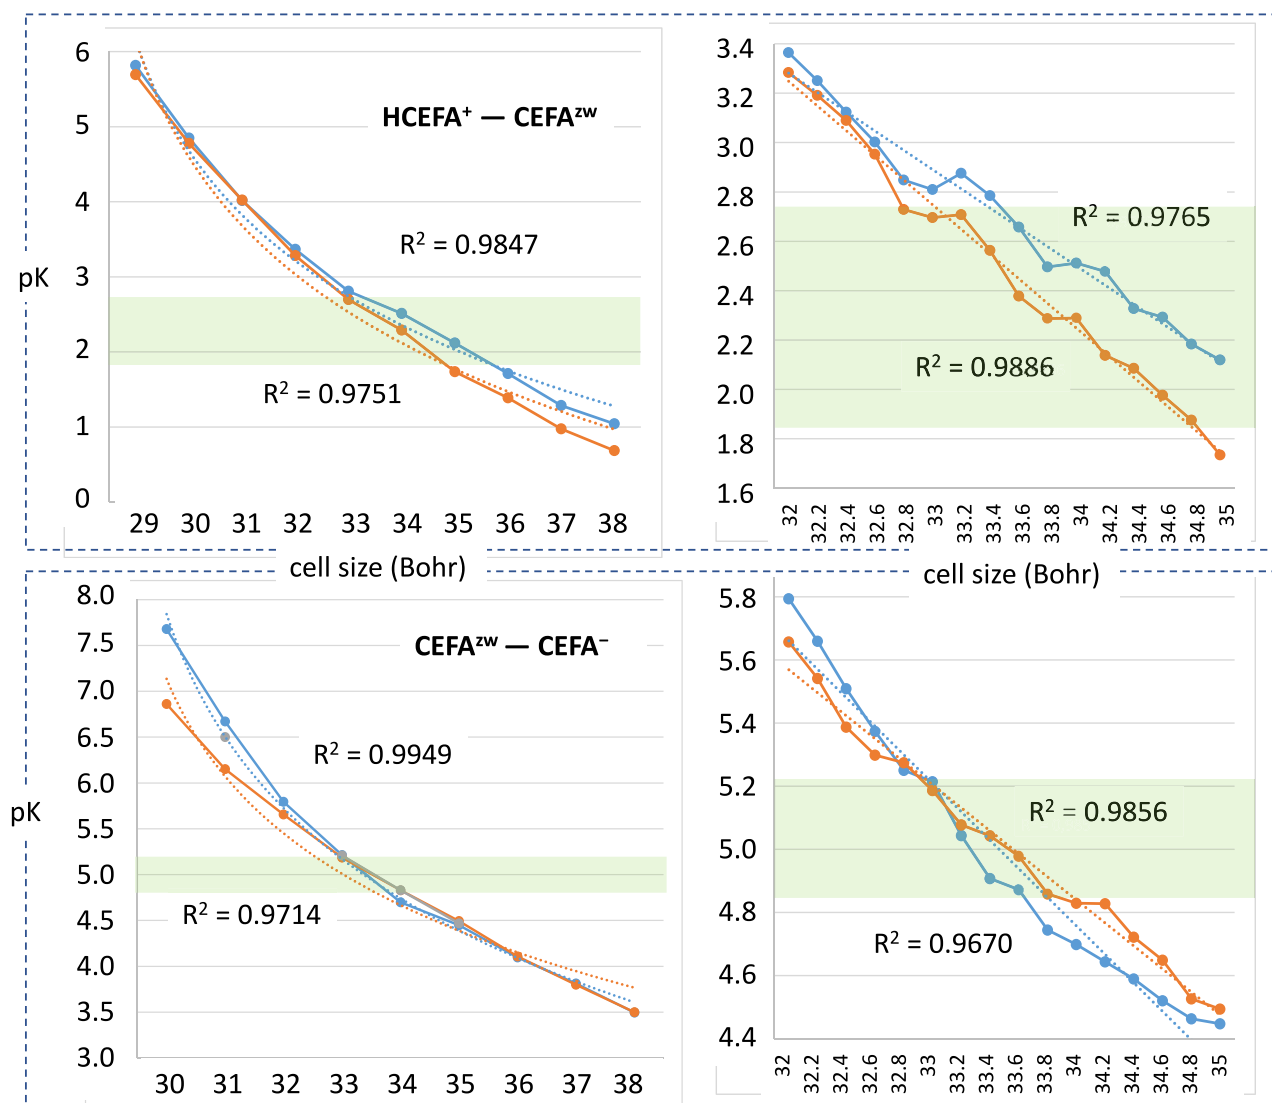 6
5
4
3
2
1
0
pK
HCEFA⁺ — CEFAᶻʷ
R² = 0.9847
R² = 0.9751
29 30 31 32 33 34 35 36 37 38
cell size (Bohr)
3.4
3.2
3.0
2.8
2.6
2.4
2.2
2.0
1.8
1.6
R² = 0.9765
R² = 0.9886
32 32.2 32.4 32.6 32.8 33 33.2 33.4 33.6 33.8 34 34.2 34.4 34.6 34.8 35
cell size (Bohr)
8.0
7.5
7.0
6.5
6.0
5.5
5.0
4.5
4.0
3.5
3.0
pK
CEFAᶻʷ — CEFA⁻
R² = 0.9949
R² = 0.9714
30 31 32 33 34 35 36 37 38
5.8
5.6
5.4
5.2
5.0
4.8
4.6
4.4
R² = 0.9856
R² = 0.9670
32 32.2 32.4 32.6 32.8 33 33.2 33.4 33.6 33.8 34 34.2 34.4 34.6 34.8 35